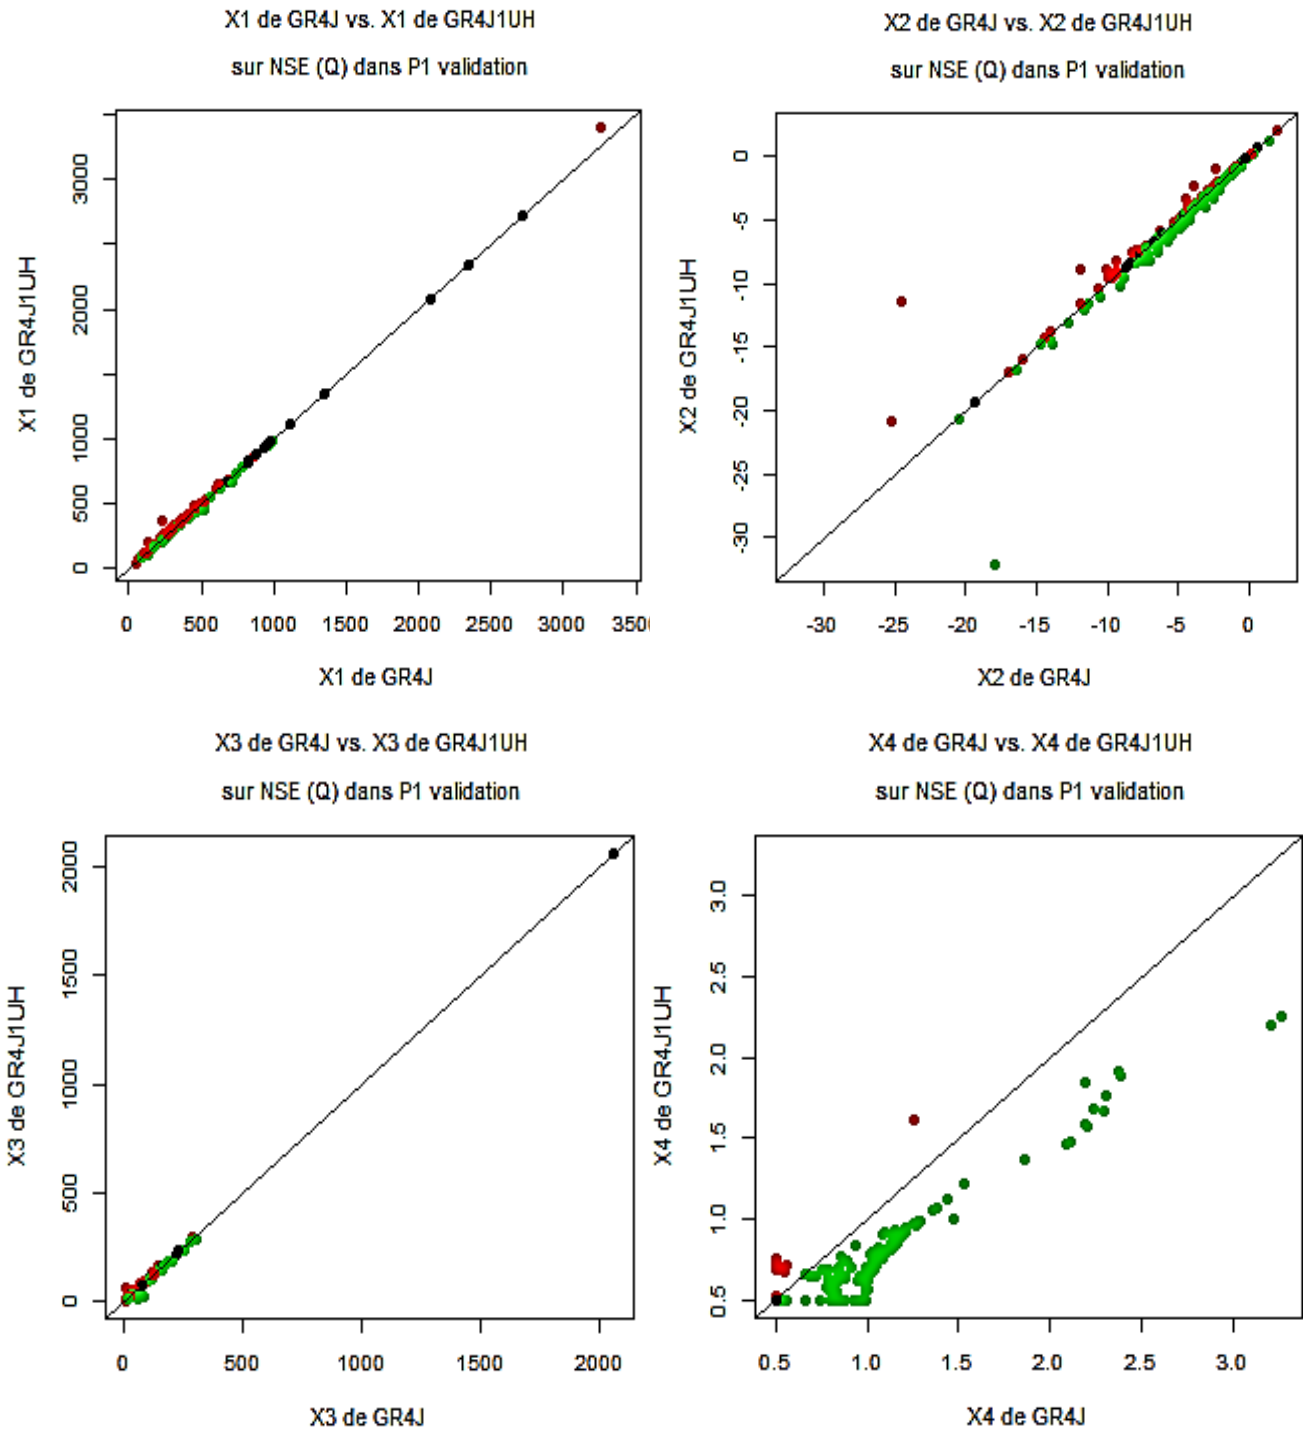 X1 de GR4J vs. X1 de GR4J1UH
sur NSE (Q) dans P1 validation
X1 de GR4J1UH
3000
2000
1000
500
0
0 500 1000 1500 2000 2500 3000 350
X1 de GR4J
X2 de GR4J vs. X2 de GR4J1UH
sur NSE (Q) dans P1 validation
X2 de GR4J1UH
0
-5
-10
-15
-20
-25
-30
-30 -25 -20 -15 -10 -5 0
X2 de GR4J
X3 de GR4J vs. X3 de GR4J1UH
sur NSE (Q) dans P1 validation
X3 de GR4J1UH
2000
1500
1000
500
0
0 500 1000 1500 2000
X3 de GR4J
X4 de GR4J vs. X4 de GR4J1UH
sur NSE (Q) dans P1 validation
X4 de GR4J1UH
3.0
2.5
2.0
1.5
1.0
0.5
0.5 1.0 1.5 2.0 2.5 3.0
X4 de GR4J